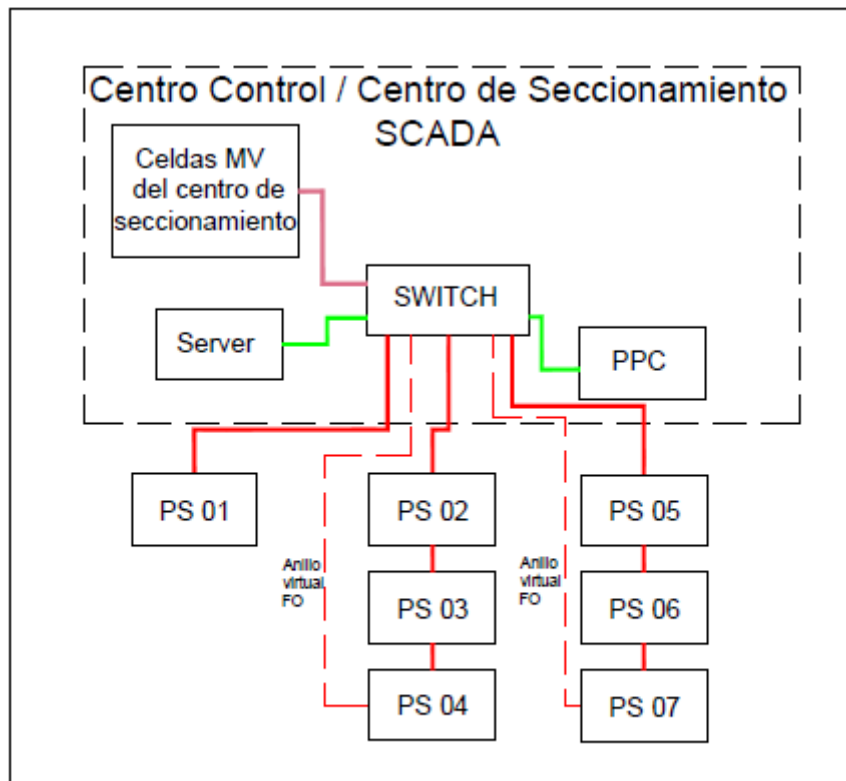 Centro Control / Centro de Seccionamiento
SCADA
Celdas MV
del centro de
seccionamiento
SWITCH
Server
PPC
PS 01
PS 02
PS 05
Anillo
virtual
FO
Anillo
virtual
FO
PS 03
PS 06
PS 04
PS 07